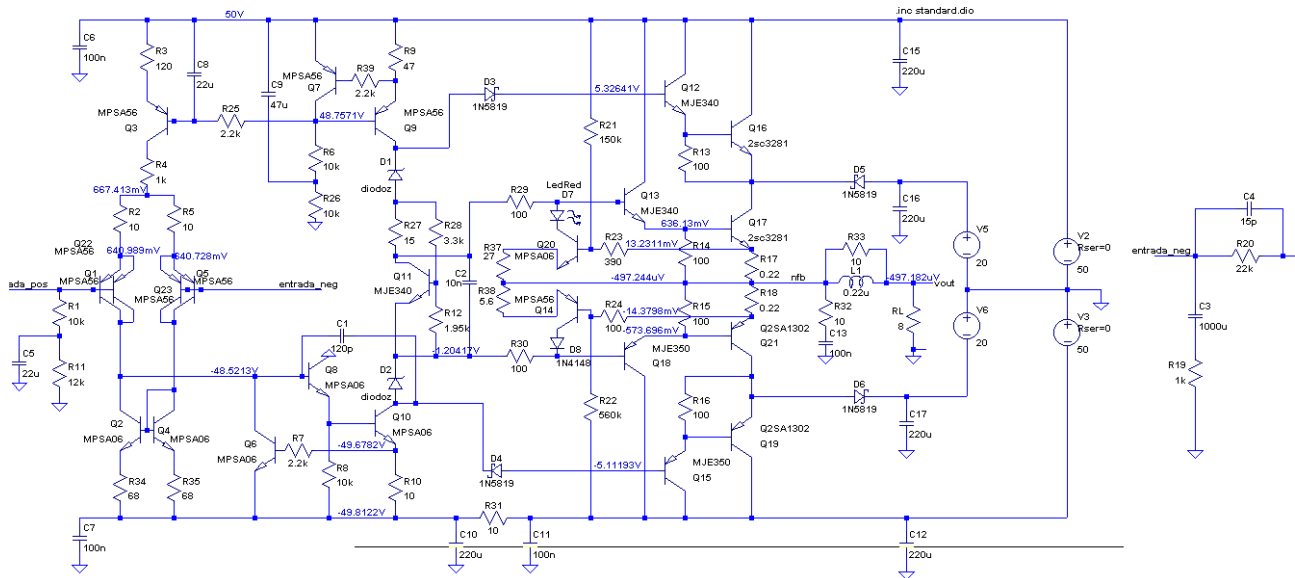 50V
.inc standard.dio
C6
100n
R3
120
C8
22u
MPSA56
Q3
R25
2.2k
R4
1k
667.413mV
C9
47u
MPSA56
Q7
R39
2.2k
R9
47
48.7571V
MPSA56
Q9
R6
10k
R26
10k
D1
diodoz
D3
1N5819
5.32641V
Q12
MJE340
R21
150k
R13
100
Q16
2sc3281
C15
220u
D5
1N5819
C16
220u
V5
20
V2
Rser=0
50
R2
10
R5
10
Q22
MPSA56
640.989mV
640.728mV
Q1
MPSA56
Q23
MPSA56
Q5
MPSA56
ada_pos
entrada_neg
R1
10k
C5
22u
R11
12k
R27
15
R28
3.3k
Q11
MJE340
C2
10n
R12
1.95k
R29
100
LedRed
D7
Q13
MJE340
636.13mV
Q17
2sc3281
R37
27
Q20
MPSA06
R23
390
13.2311mV
R14
100
R17
0.22
-497.244uV
nfb
R33
10
L1
0.22u
-497.182uV
vout
R38
5.6
MPSA56
Q14
R24
100
-14.3798mV
R15
100
R18
0.22
R32
10
C13
100n
RL
8
V6
20
V3
Rser=0
50
C4
15p
entrada_neg
R20
22k
C3
1000u
R19
1k
C1
120p
-1.20417V
R30
100
D8
1N4148
-573.696mV
MJE350
Q18
Q2SA1302
Q21
-48.5213V
Q8
MPSA06
D2
diodoz
Q10
MPSA06
Q2
MPSA06
Q4
MPSA06
Q6
MPSA06
R7
2.2k
-49.6782V
R8
10k
R10
10
D4
1N5819
-5.11193V
R22
560k
R16
100
MJE350
Q15
Q2SA1302
Q19
D6
1N5819
C17
220u
R34
68
R35
68
-49.8122V
C7
100n
R31
10
C10
220u
C11
100n
C12
220u